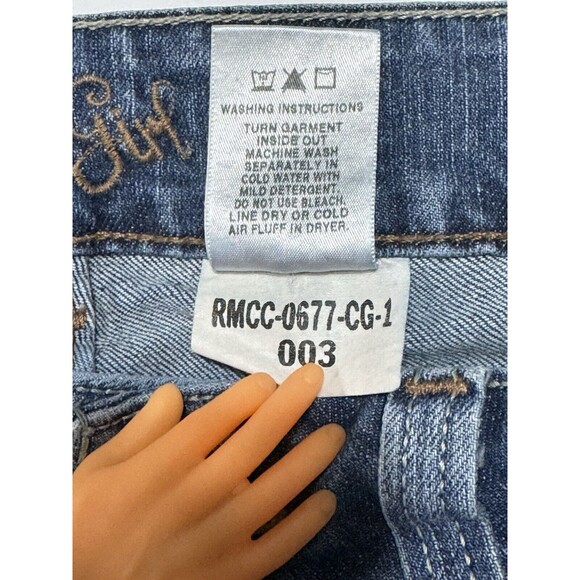 Girl
WASHING INSTRUCTIONS
TURN GARMENT
INSIDE OUT
MACHINE WASH
SEPARATELY IN
COLD WATER WITH
MILD DETERGENT.
DO NOT USE BLEACH.
LINE DRY OR COLD
AIR FLUFF IN DRYER.
RMCC-0677-CG-1
003